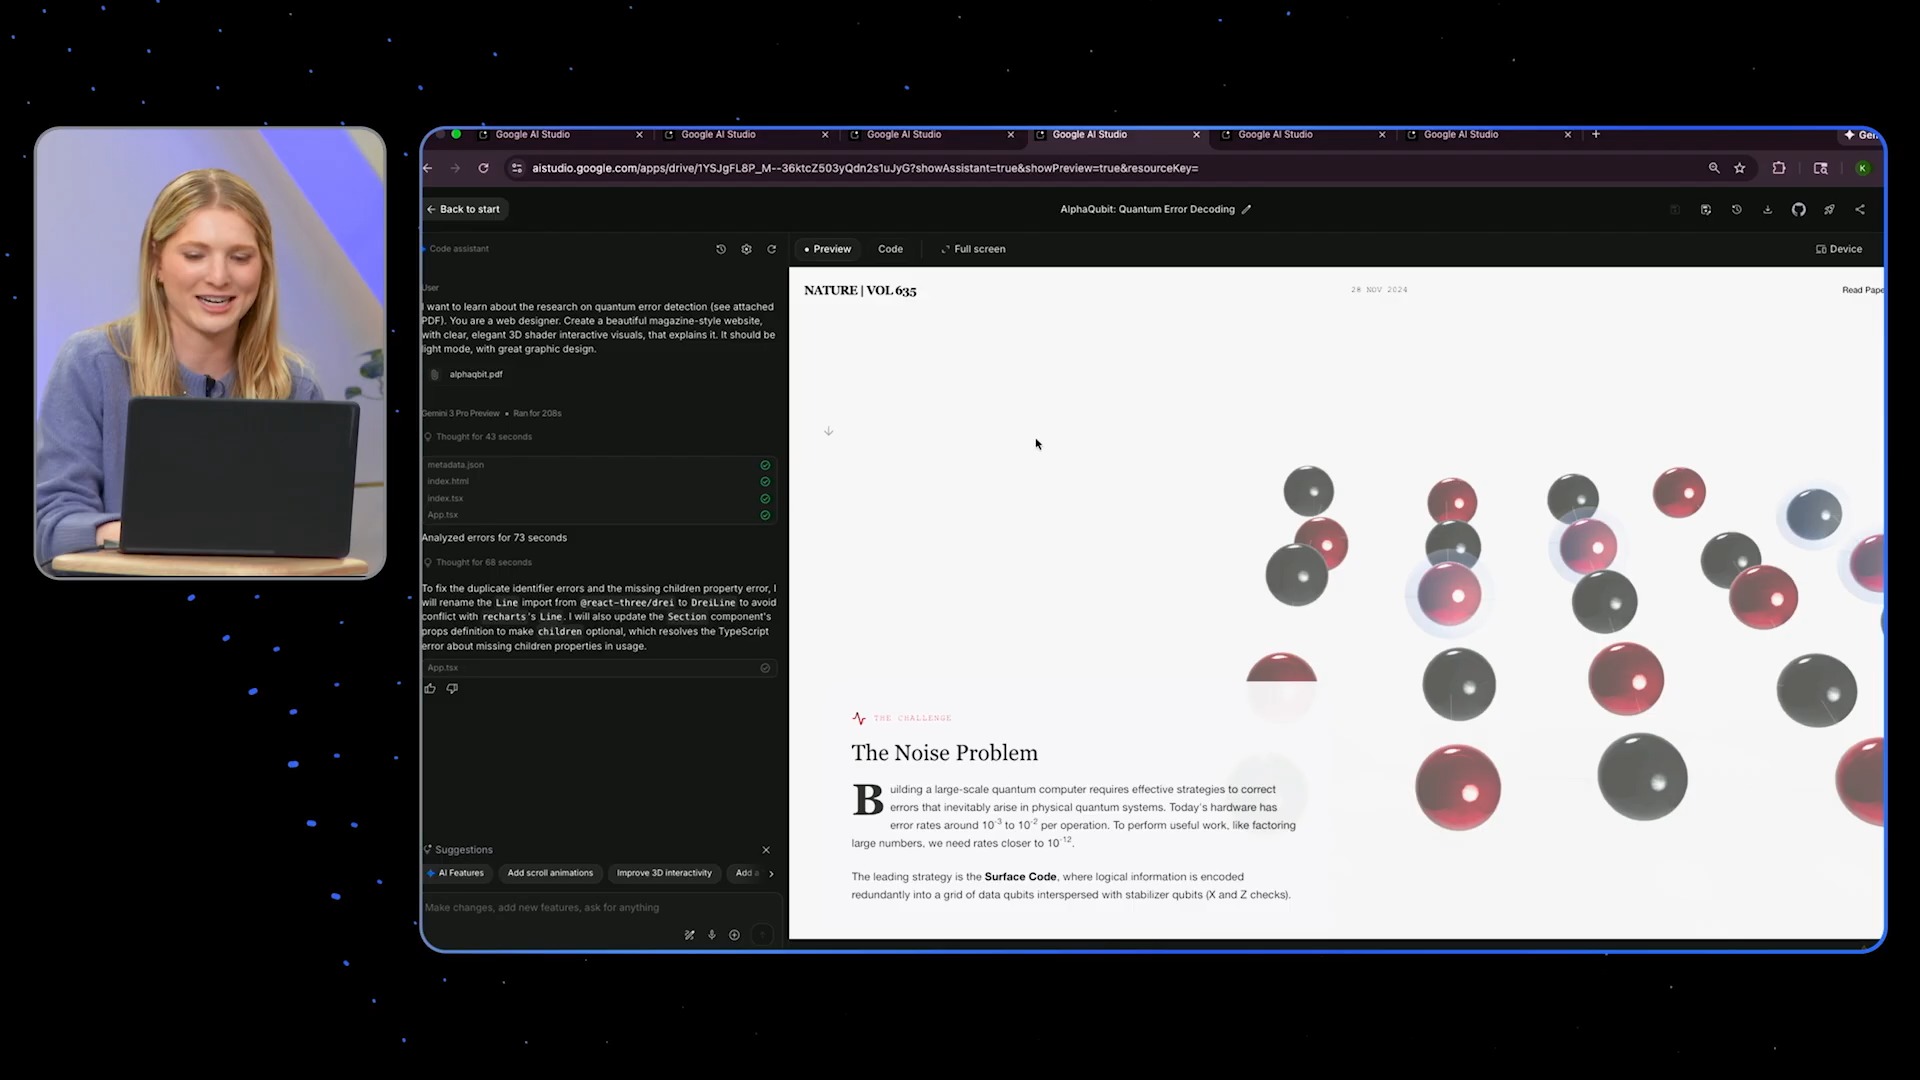 Google AI Studio
Google AI Studio
Google AI Studio
Google AI Studio
Google AI Studio
Google AI Studio
aistudio.google.com/apps/drive/1YSJgFL8P_M--36ktcZ503yQdn2s1uJyG?showAssistant=true&showPreview=true&resourceKey=
K
Back to start
AlphaQubit: Quantum Error Decoding
Code assistant
Preview
Code
Full screen
Device
User
I want to learn about the research on quantum error detection (see attached
PDF). You are a web designer. Create a beautiful magazine-style website,
with clear, elegant 3D shader interactive visuals, that explains it. It should be
light mode, with great graphic design.
alphaqbit.pdf
Gemini 3 Pro Preview • Ran for 208s
Thought for 43 seconds
metadata.json
index.html
index.tsx
App.tsx
Analyzed errors for 73 seconds
Thought for 68 seconds
To fix the duplicate identifier errors and the missing children property error, I
will rename the Line import from @react-three/drei to DreiLine to avoid
conflict with recharts's Line. I will also update the Section component's
props definition to make children optional, which resolves the TypeScript
error about missing children properties in usage.
App.tsx
Suggestions
AI Features
Add scroll animations
Improve 3D interactivity
Add a
Make changes, add new features, ask for anything
NATURE | VOL 635
28 NOV 2024
Read Pape
THE CHALLENGE
The Noise Problem
Building a large-scale quantum computer requires effective strategies to correct
errors that inevitably arise in physical quantum systems. Today's hardware has
error rates around 10⁻³ to 10⁻² per operation. To perform useful work, like factoring
large numbers, we need rates closer to 10⁻¹².
The leading strategy is the Surface Code, where logical information is encoded
redundantly into a grid of data qubits interspersed with stabilizer qubits (X and Z checks).